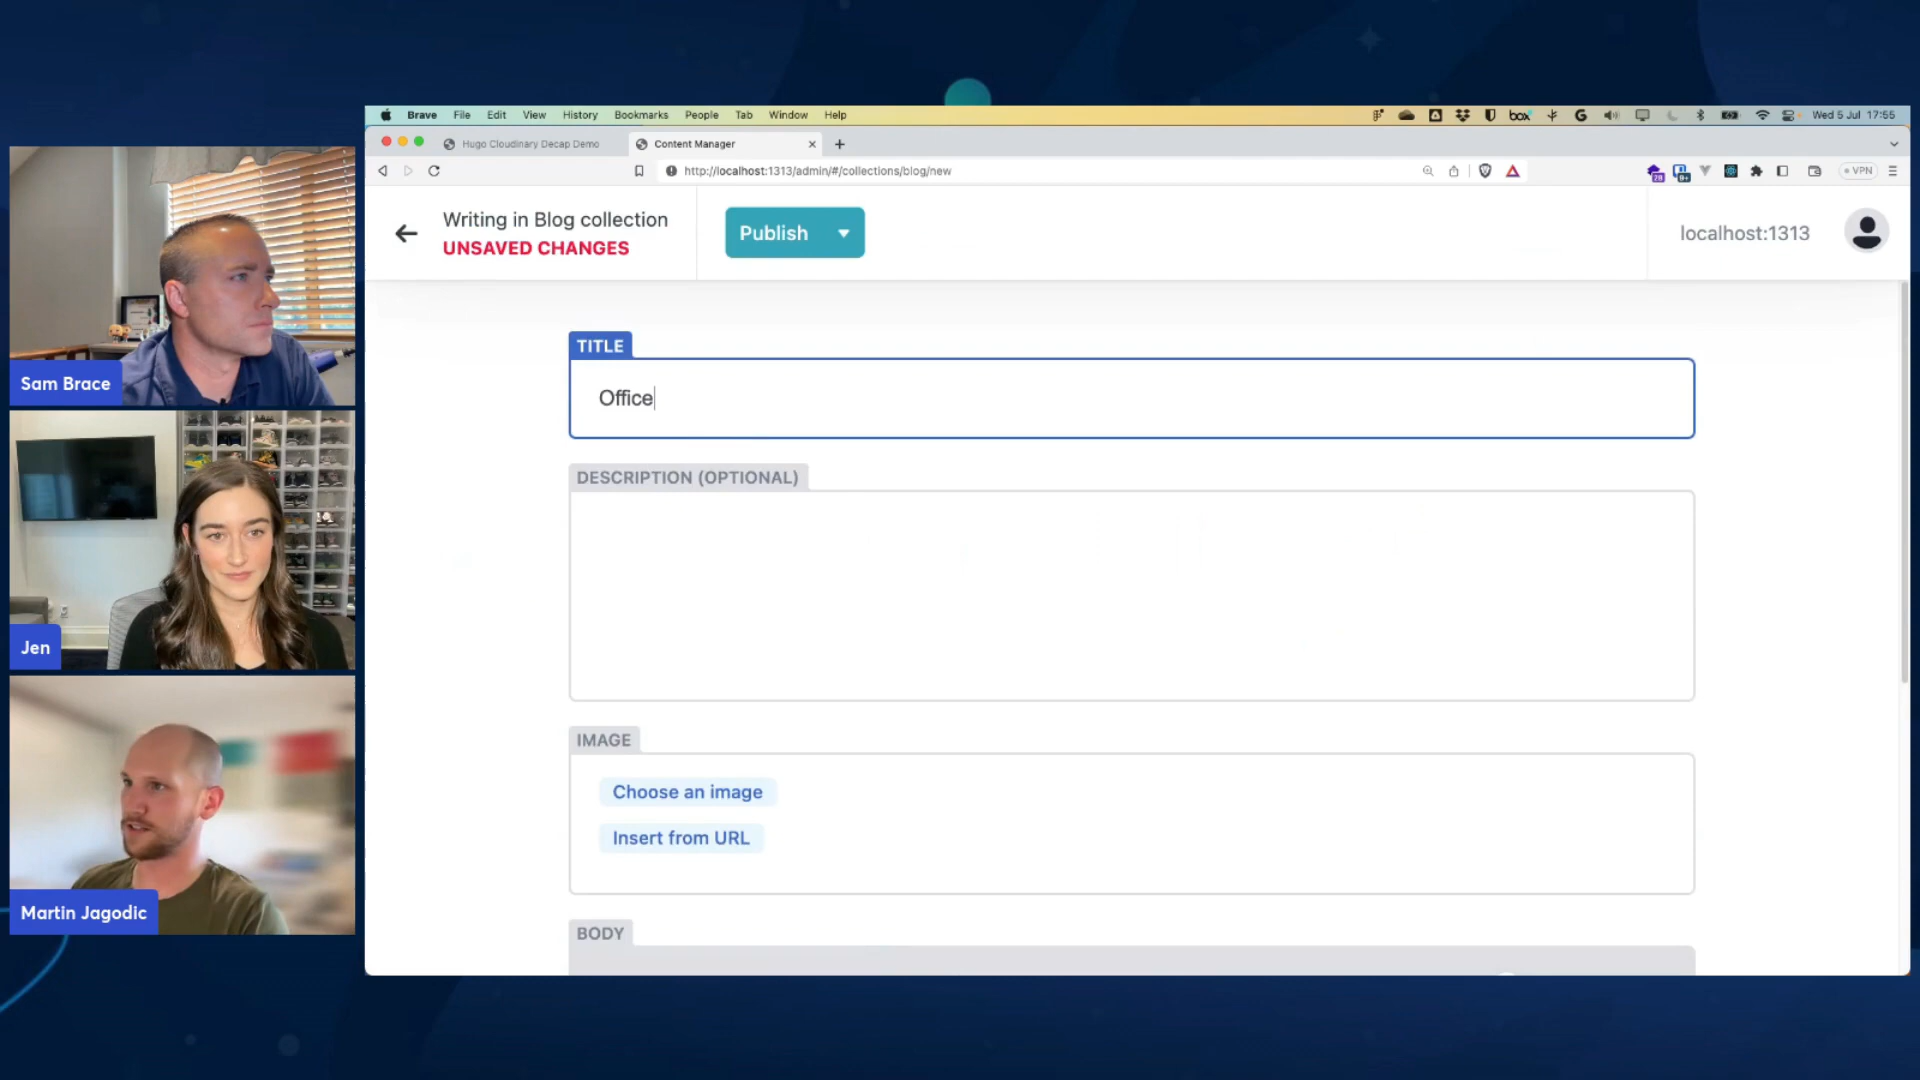 Brave File Edit View History Bookmarks People Tab Window Help
box
G
Wed 5 Jul 17:55
Hugo Cloudinary Decap Demo
Content Manager
http://localhost:1313/admin/#/collections/blog/new
VPN
Writing in Blog collection
UNSAVED CHANGES
Publish
localhost:1313
TITLE
Office
DESCRIPTION (OPTIONAL)
IMAGE
Choose an image
Insert from URL
BODY
Sam Brace
Jen
Martin Jagodic